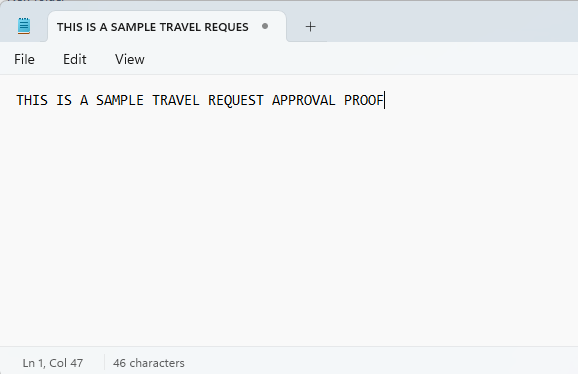 THIS IS A SAMPLE TRAVEL REQUES
File Edit View
THIS IS A SAMPLE TRAVEL REQUEST APPROVAL PROOF
Ln 1, Col 47 46 characters